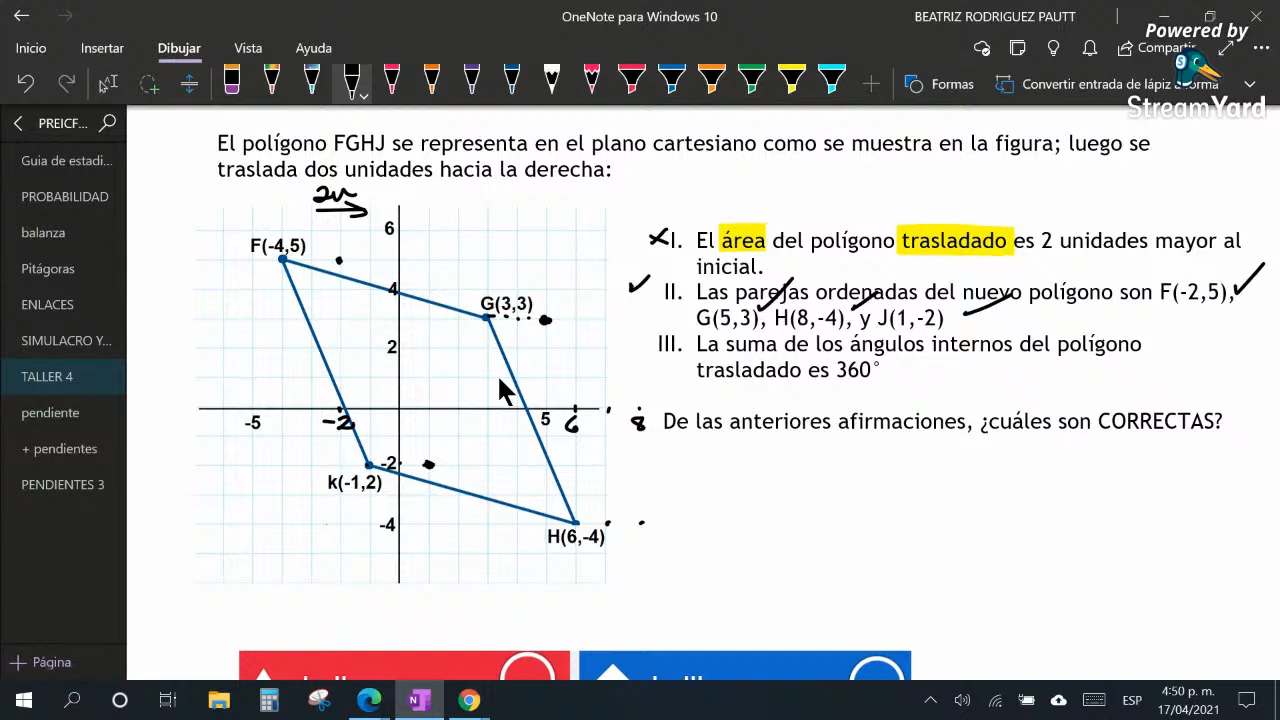 OneNote para Windows 10
BEATRIZ RODRIGUEZ PAUTT
Powered by
StreamYard
Inicio
Insertar
Dibujar
Vista
Ayuda
Compartir
Formas
Convertir entrada de lápiz a forma
PREICF...
Guia de estadi...
PROBABILIDAD
balanza
Pitágoras
ENLACES
SIMULACRO Y...
TALLER 4
pendiente
+ pendientes
PENDIENTES 3
Página
El polígono FGHJ se representa en el plano cartesiano como se muestra en la figura; luego se
traslada dos unidades hacia la derecha:
2u
6
F(-4,5)
4
G(3,3)
2
-5
-2
5
6
8
-2
k(-1,2)
-4
H(6,-4)
I. El área del polígono trasladado es 2 unidades mayor al
inicial.
II. Las parejas ordenadas del nuevo polígono son F(-2,5),
G(5,3), H(8,-4), y J(1,-2)
III. La suma de los ángulos internos del polígono
trasladado es 360°
De las anteriores afirmaciones, ¿cuáles son CORRECTAS?
ESP
4:50 p. m.
17/04/2021